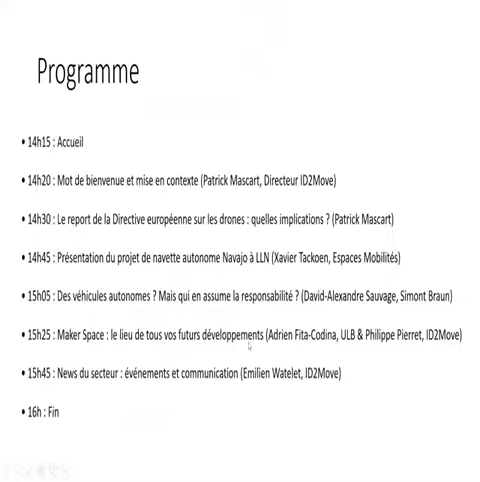 Programme
• 14h15 : Accueil
• 14h20 : Mot de bienvenue et mise en contexte (Patrick Mascart, Directeur ID2Move)
• 14h30 : Le report de la Directive européenne sur les drones : quelles implications ? (Patrick Mascart)
• 14h45 : Présentation du projet de navette autonome Navajo à LLN (Xavier Tackoen, Espaces Mobilités)
• 15h05 : Des véhicules autonomes ? Mais qui en assume la responsabilité ? (David-Alexandre Sauvage, Simont Braun)
• 15h25 : Maker Space : le lieu de tous vos futurs développements (Adrien Fita-Codina, ULB & Philippe Pierret, ID2Move)
• 15h45 : News du secteur : événements et communication (Emilien Watelet, ID2Move)
• 16h : Fin